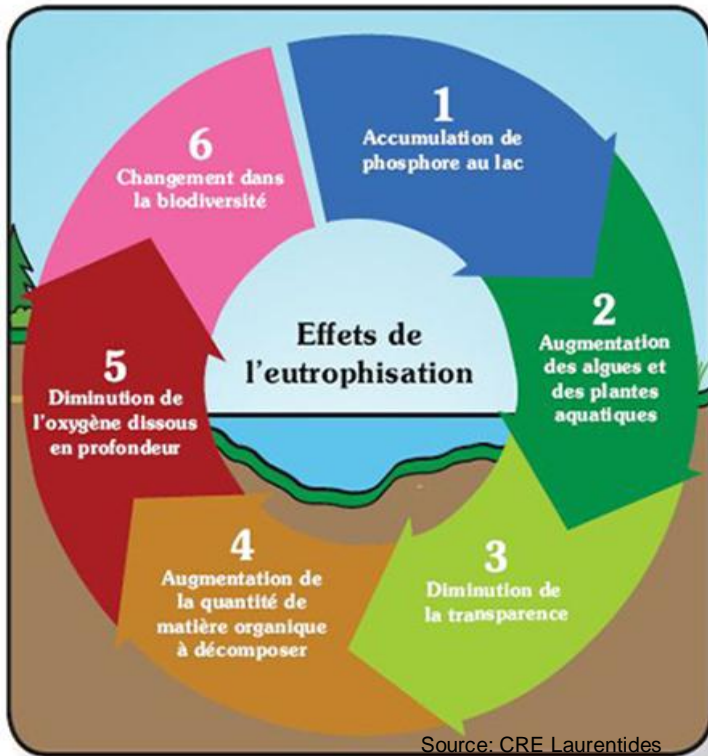 1
Accumulation de
phosphore au lac
2
Augmentation
des algues et
des plantes
aquatiques
3
Diminution de
la transparence
4
Augmentation de
la quantité de
matière organique
à décomposer
5
Diminution de
l'oxygène dissous
en profondeur
6
Changement dans
la biodiversité
Effets de
l'eutrophisation
Source: CRE Laurentides